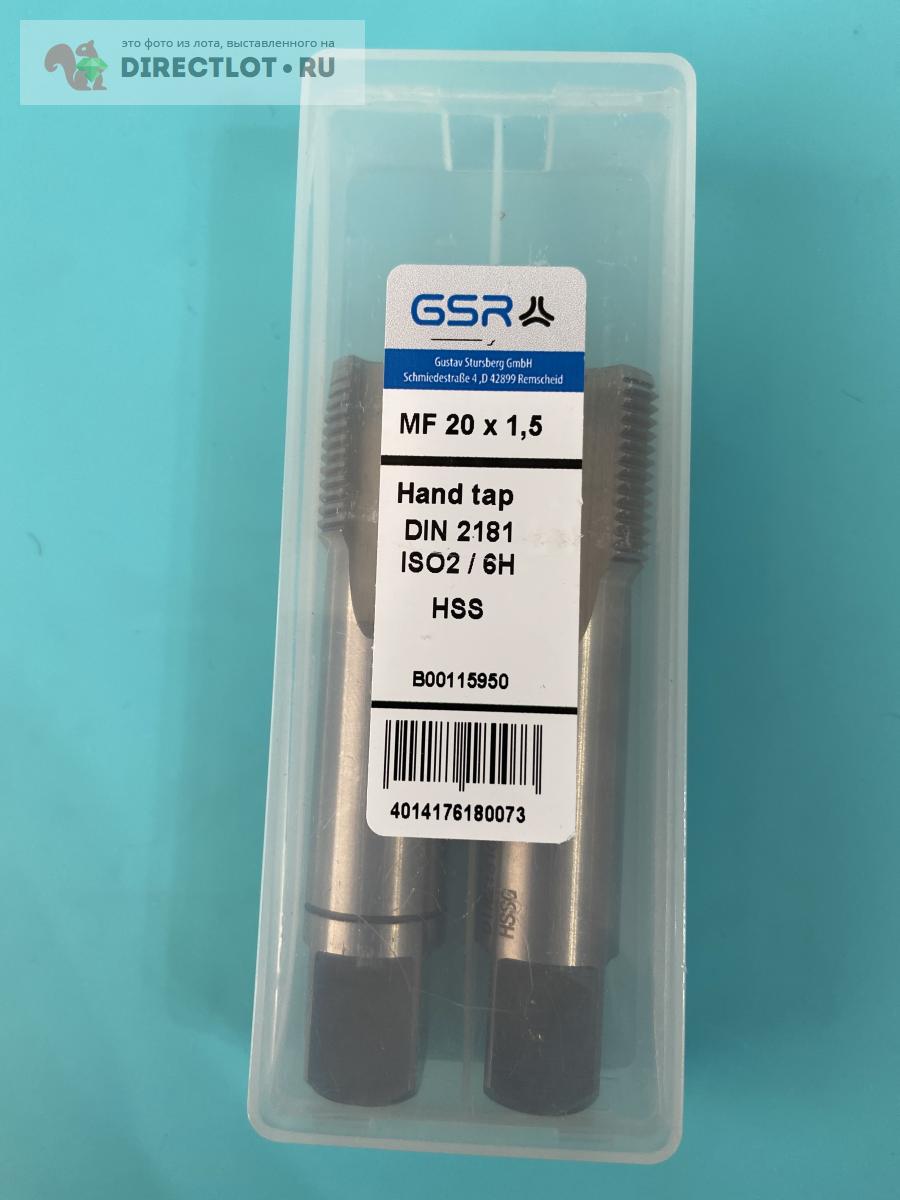 это фото из лота, выставленного на
DIRECTLOT•RU
GSR
Gustav Stursberg GmbH
Schmiedestraße 4 ,D 42899 Remscheid
MF 20 x 1,5
Hand tap
DIN 2181
ISO2 / 6H
HSS
B00115950
4014176180073
HSSG